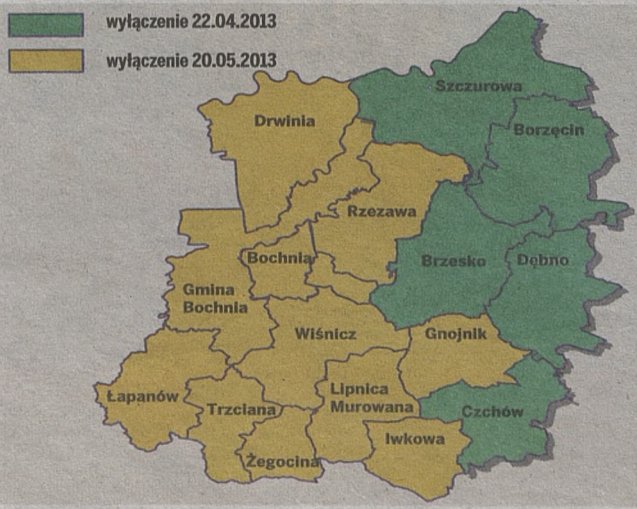 wyłączenie 22.04.2013
wyłączenie 20.05.2013
Szczurowa
Drwinia
Borzęcin
Rzezawa
Bochnia
Brzesko
Dębno
Gmina
Bochnia
Wiśnicz
Gnojnik
Łapanów
Lipnica
Murowana
Trzciana
Czchów
Iwkowa
Żegocina